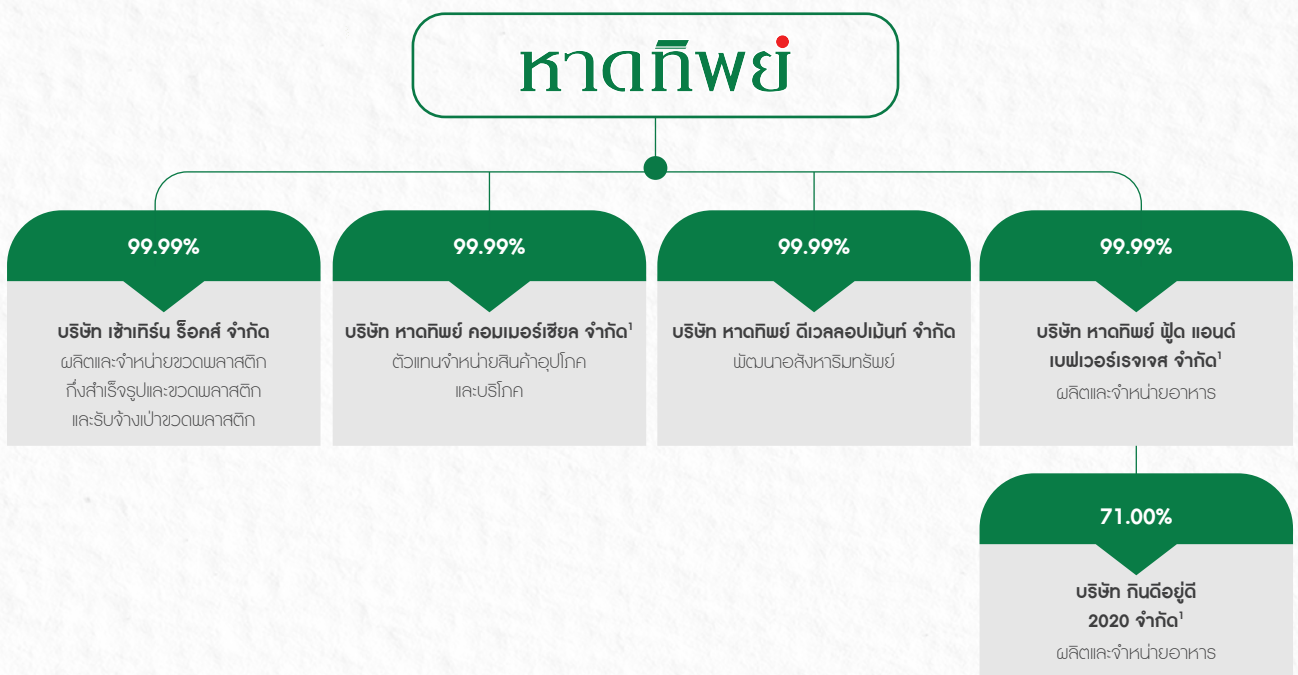 หาดทิพย์
99.99%
บริษัท เซ้าเทิร์น ร็อคส์ จำกัด
ผลิตและจำหน่ายขวดพลาสติก
กึ่งสำเร็จรูปและขวดพลาสติก
และรับจ้างเป่าขวดพลาสติก
99.99%
บริษัท หาดทิพย์ คอมเมอร์เชียล จำกัด¹
ตัวแทนจำหน่ายสินค้าอุปโภค
และบริโภค
99.99%
บริษัท หาดทิพย์ ดีเวลลอปเม้นท์ จำกัด
พัฒนาอสังหาริมทรัพย์
99.99%
บริษัท หาดทิพย์ ฟู้ด แอนด์
เบฟเวอร์เรจเจส จำกัด¹
ผลิตและจำหน่ายอาหาร
71.00%
บริษัท กินดีอยู่ดี
2020 จำกัด¹
ผลิตและจำหน่ายอาหาร